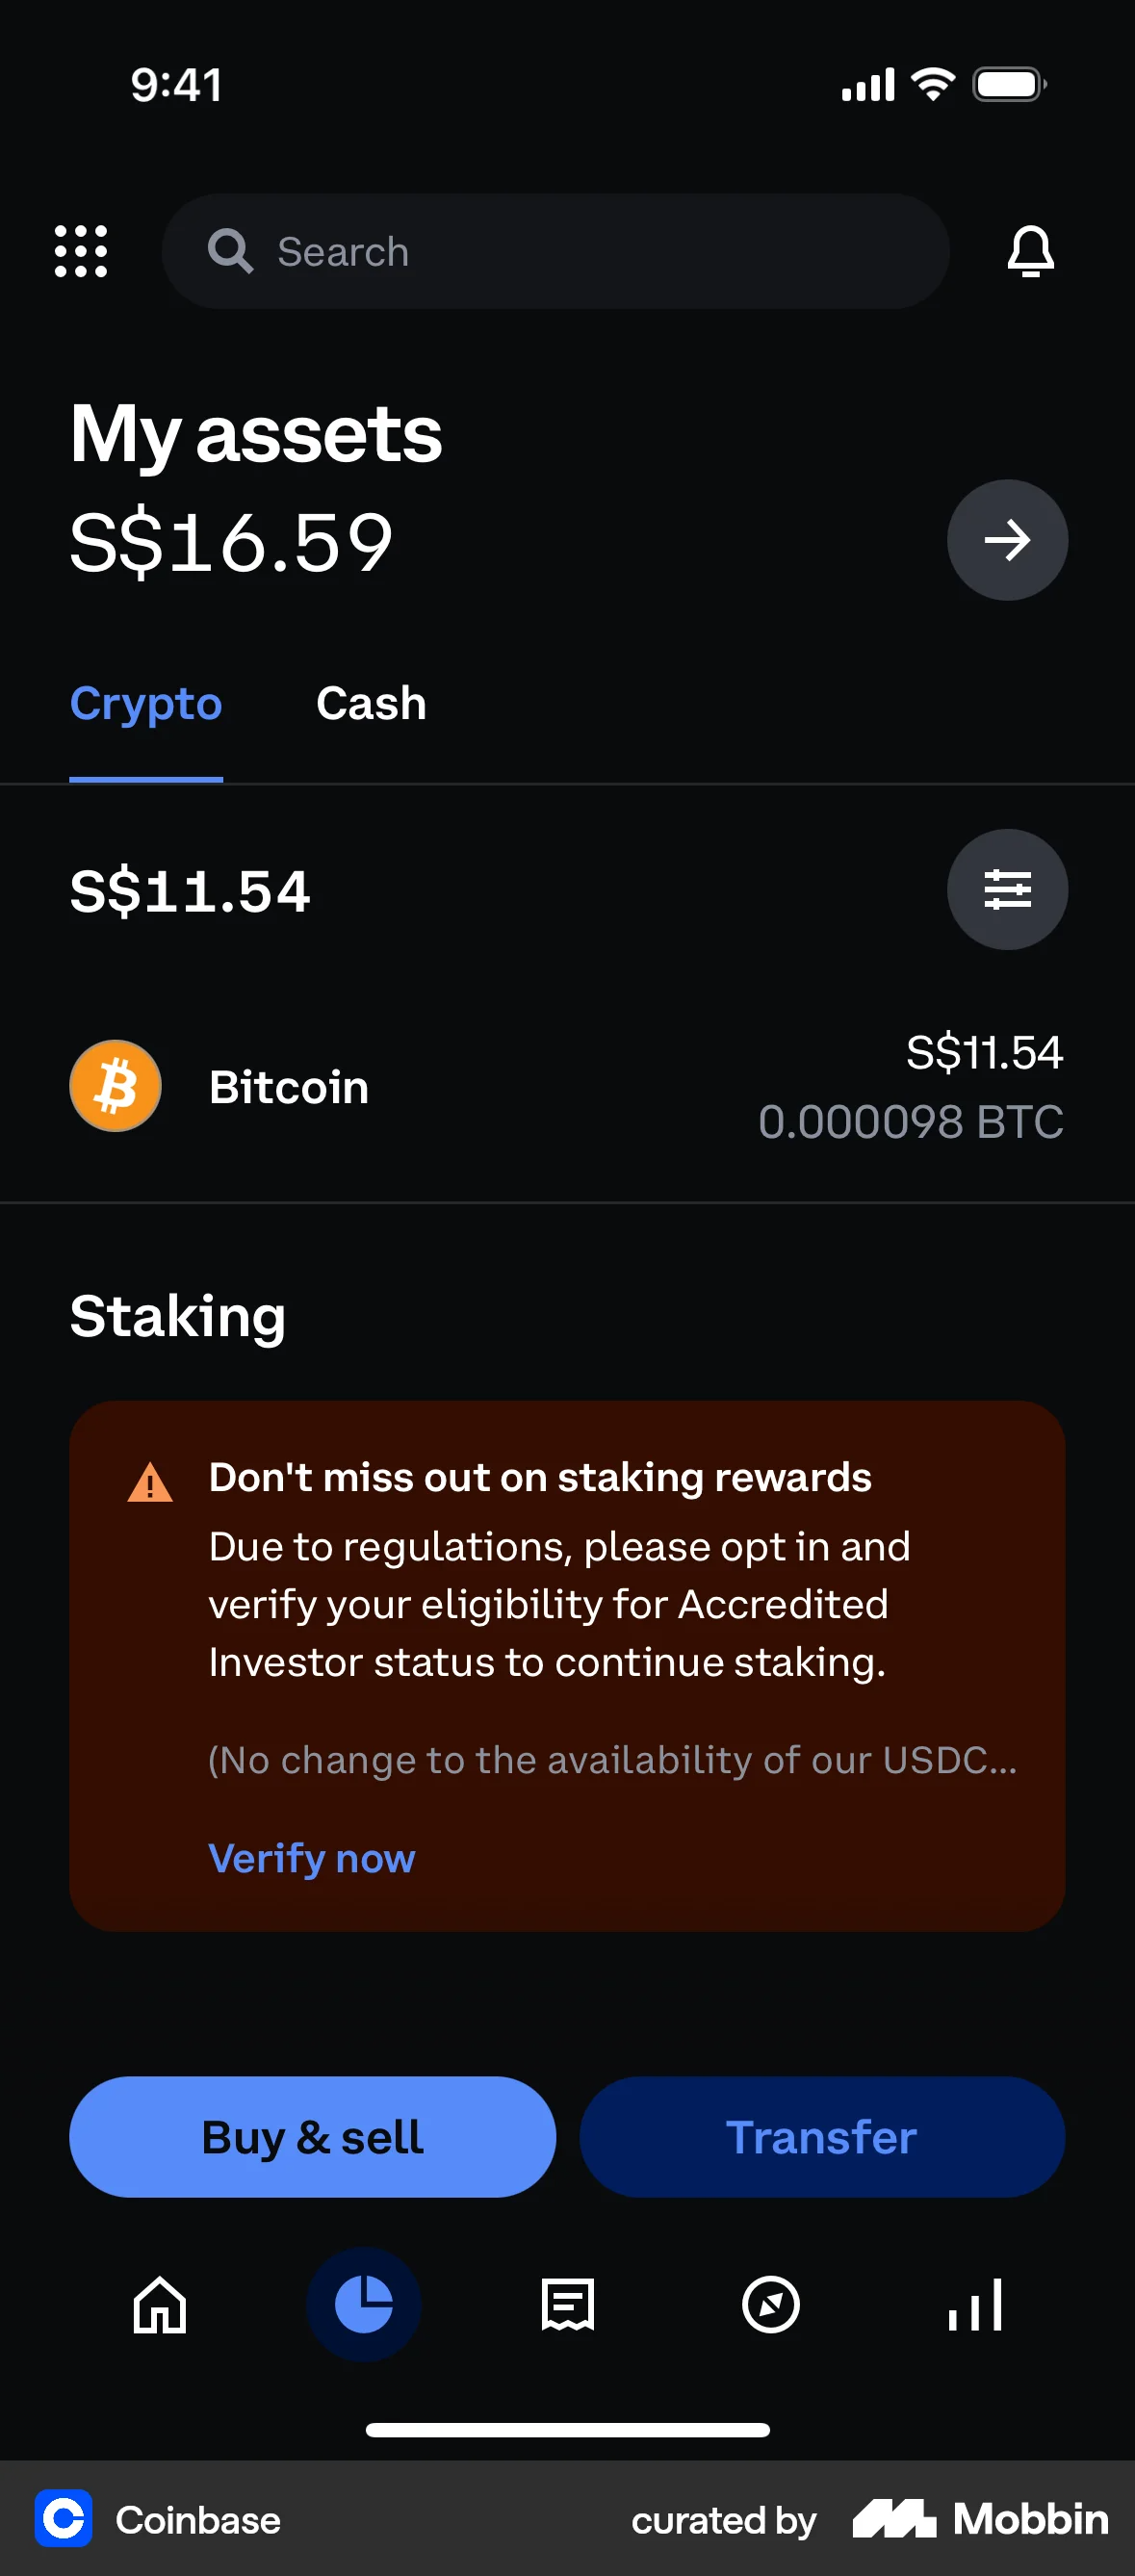 9:41
Search
My assets
S$16.59
Crypto
Cash
S$11.54
Bitcoin
S$11.54
0.000098 BTC
Staking
Don't miss out on staking rewards
Due to regulations, please opt in and
verify your eligibility for Accredited
Investor status to continue staking.
(No change to the availability of our USDC...
Verify now
Buy & sell
Transfer
Coinbase
curated by
Mobbin